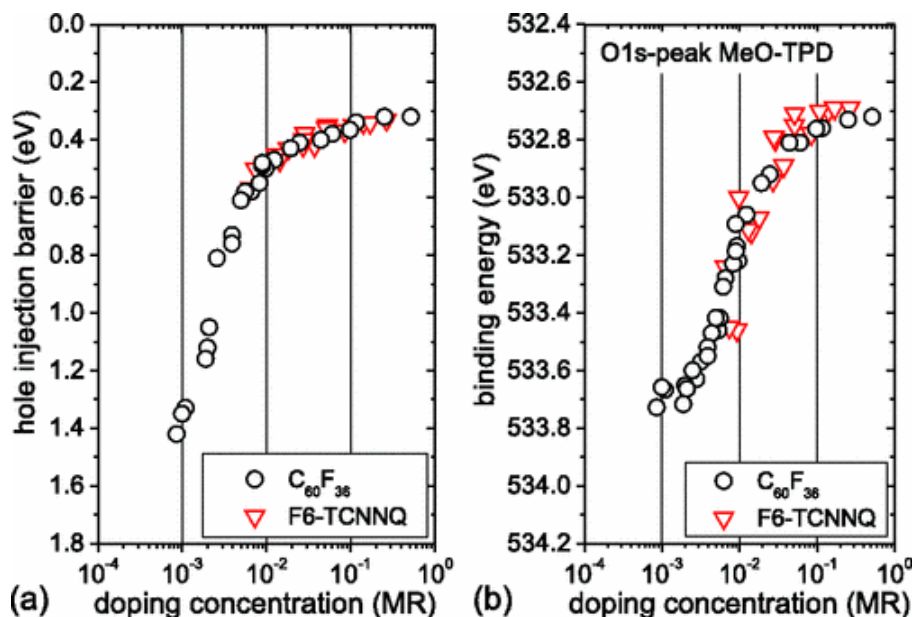 hole injection barrier (eV)
0.0
0.2
0.4
0.6
0.8
1.0
1.2
1.4
1.6
1.8
C₆₀F₃₆
F6-TCNNQ
10⁻⁴ 10⁻³ 10⁻² 10⁻¹ 10⁰
(a) doping concentration (MR)
binding energy (eV)
532.4
532.6
532.8
533.0
533.2
533.4
533.6
533.8
534.0
534.2
O1s-peak MeO-TPD
C₆₀F₃₆
F6-TCNNQ
10⁻⁴ 10⁻³ 10⁻² 10⁻¹ 10⁰
(b) doping concentration (MR)